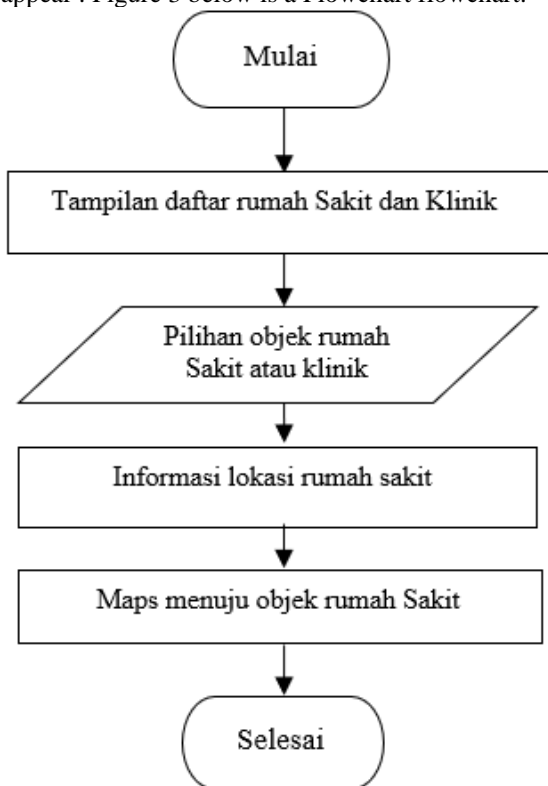 appear . Figure 3 below is a Flowchart flowchart.
Mulai
Tampilan daftar rumah Sakit dan Klinik
Pilihan objek rumah
Sakit atau klinik
Informasi lokasi rumah sakit
Maps menuju objek rumah Sakit
Selesai